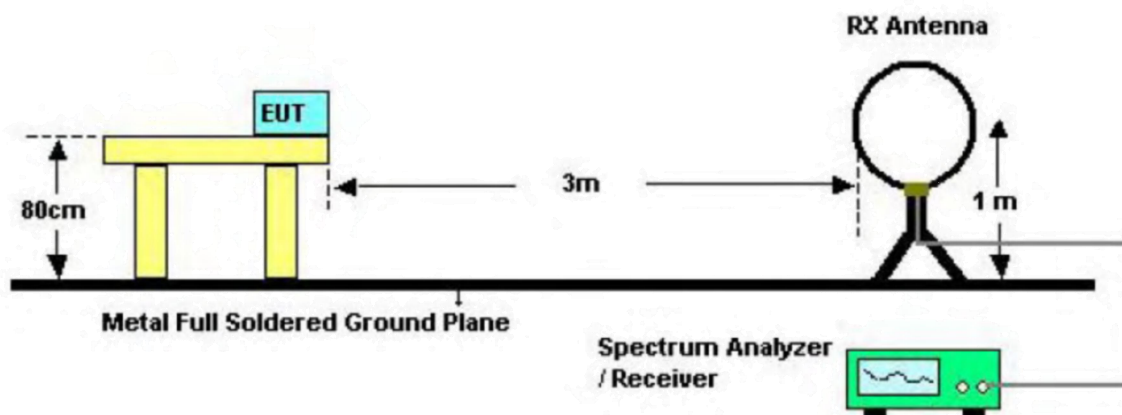 RX Antenna
EUT
3m
80cm
1 m
Metal Full Soldered Ground Plane
Spectrum Analyzer
/ Receiver